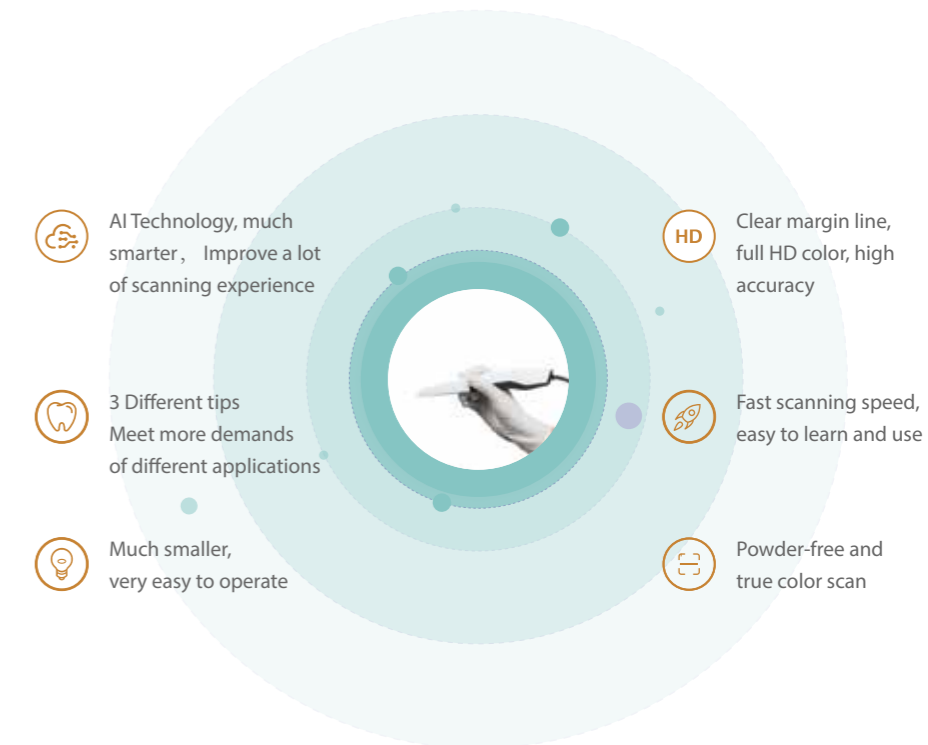 AI Technology, much
smarter， Improve a lot
of scanning experience
3 Different tips
Meet more demands
of different applications
Much smaller,
very easy to operate
HD
Clear margin line,
full HD color, high
accuracy
Fast scanning speed,
easy to learn and use
Powder-free and
true color scan